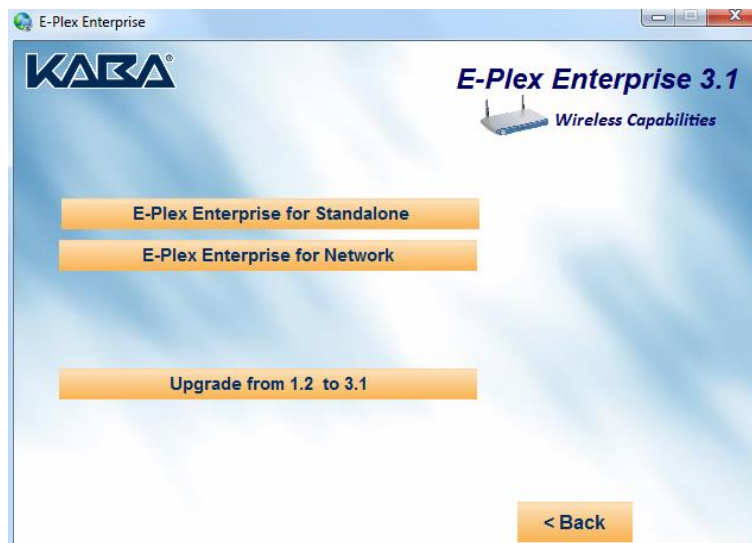 E-Plex Enterprise
KABA®
E-Plex Enterprise 3.1
Wireless Capabilities
E-Plex Enterprise for Standalone
E-Plex Enterprise for Network
Upgrade from 1.2 to 3.1
< Back